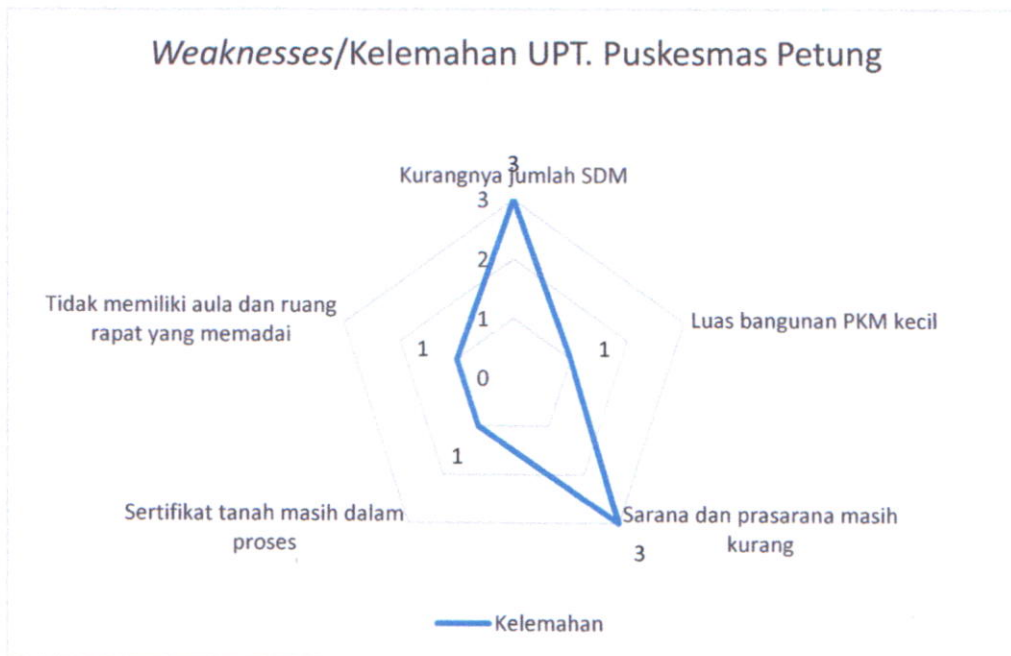 Weaknesses/Kelemahan UPT. Puskesmas Petung
3
Kurangnya jumlah SDM
3
2
1
0
1
Luas bangunan PKM kecil
3
Sarana dan prasarana masih
kurang
1
Sertifikat tanah masih dalam
proses
1
Tidak memiliki aula dan ruang
rapat yang memadai
Kelemahan